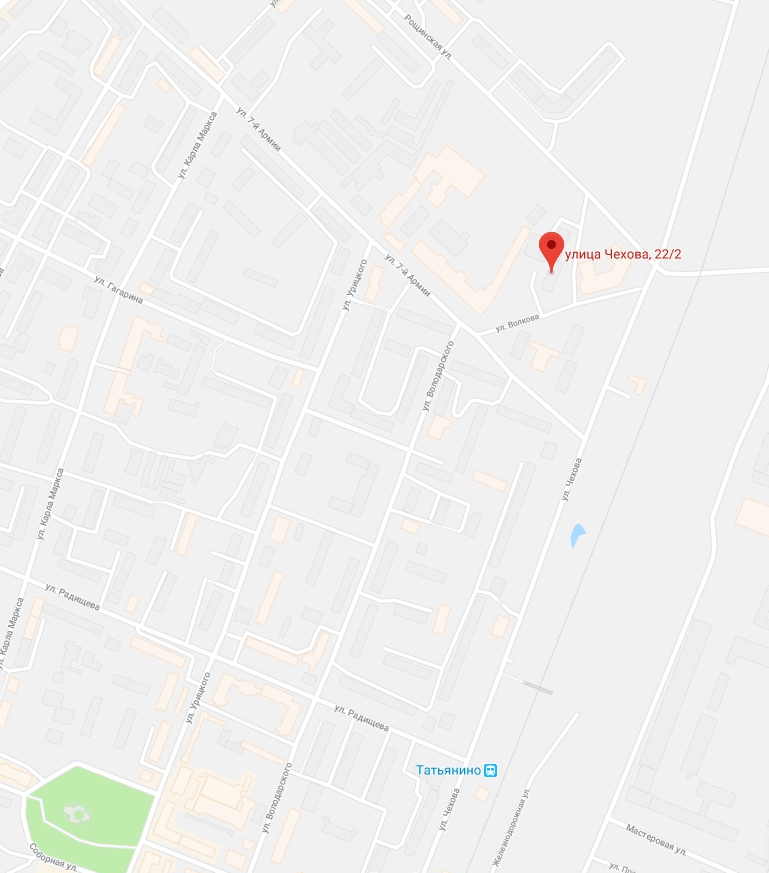 Рощинская ул.
ул. 7-й Армии
ул. Карла Маркса
улица Чехова, 22/2
ул. 7-й Армии
ул. Урицкого
ул. Гагарина
ул. Волкова
ул. Володарского
ул. Чехова
ул. Карла Маркса
ул. Радищева
ул. Карла Маркса
ул. Урицкого
ул. Радищева
Татьянино
ул. Володарского
ул. Чехова
Железнодорожная ул.
Мастеровая ул.
Соборная ул.